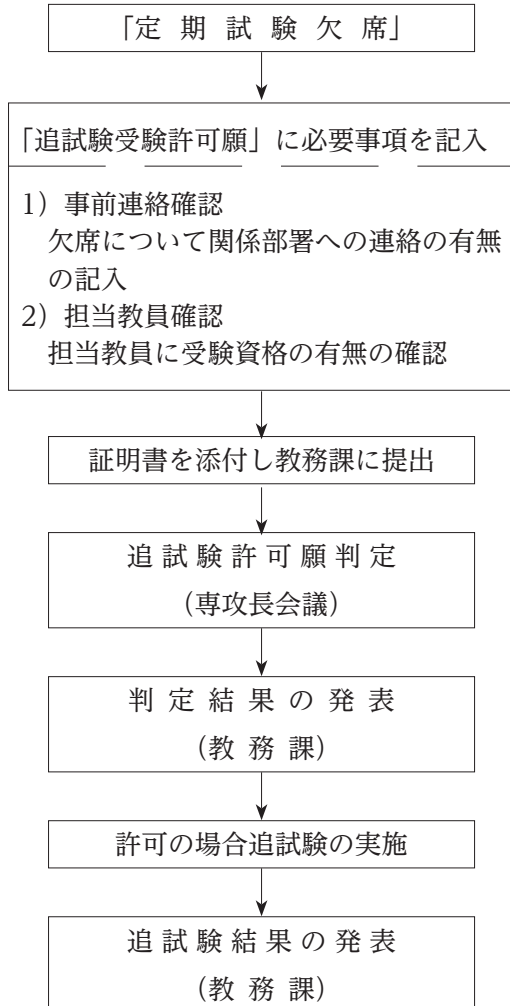 「定期試験欠席」
「追試験受験許可願」に必要事項を記入
1）事前連絡確認
欠席について関係部署への連絡の有無
の記入
2）担当教員確認
担当教員に受験資格の有無の確認
証明書を添付し教務課に提出
追試験許可願判定
（専攻長会議）
判定結果の発表
（教務課）
許可の場合追試験の実施
追試験結果の発表
（教務課）